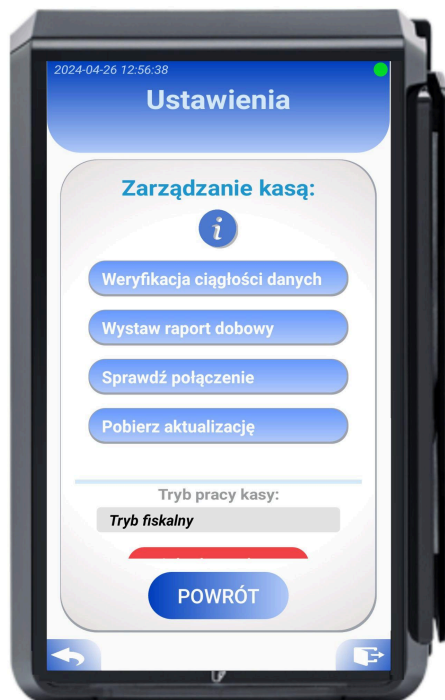 2024-04-26 12:56:38
Ustawienia
Zarządzanie kasą:
i
Weryfikacja ciągłości danych
Wystaw raport dobowy
Sprawdź połączenie
Pobierz aktualizację
Tryb pracy kasy:
Tryb fiskalny
POWRÓT